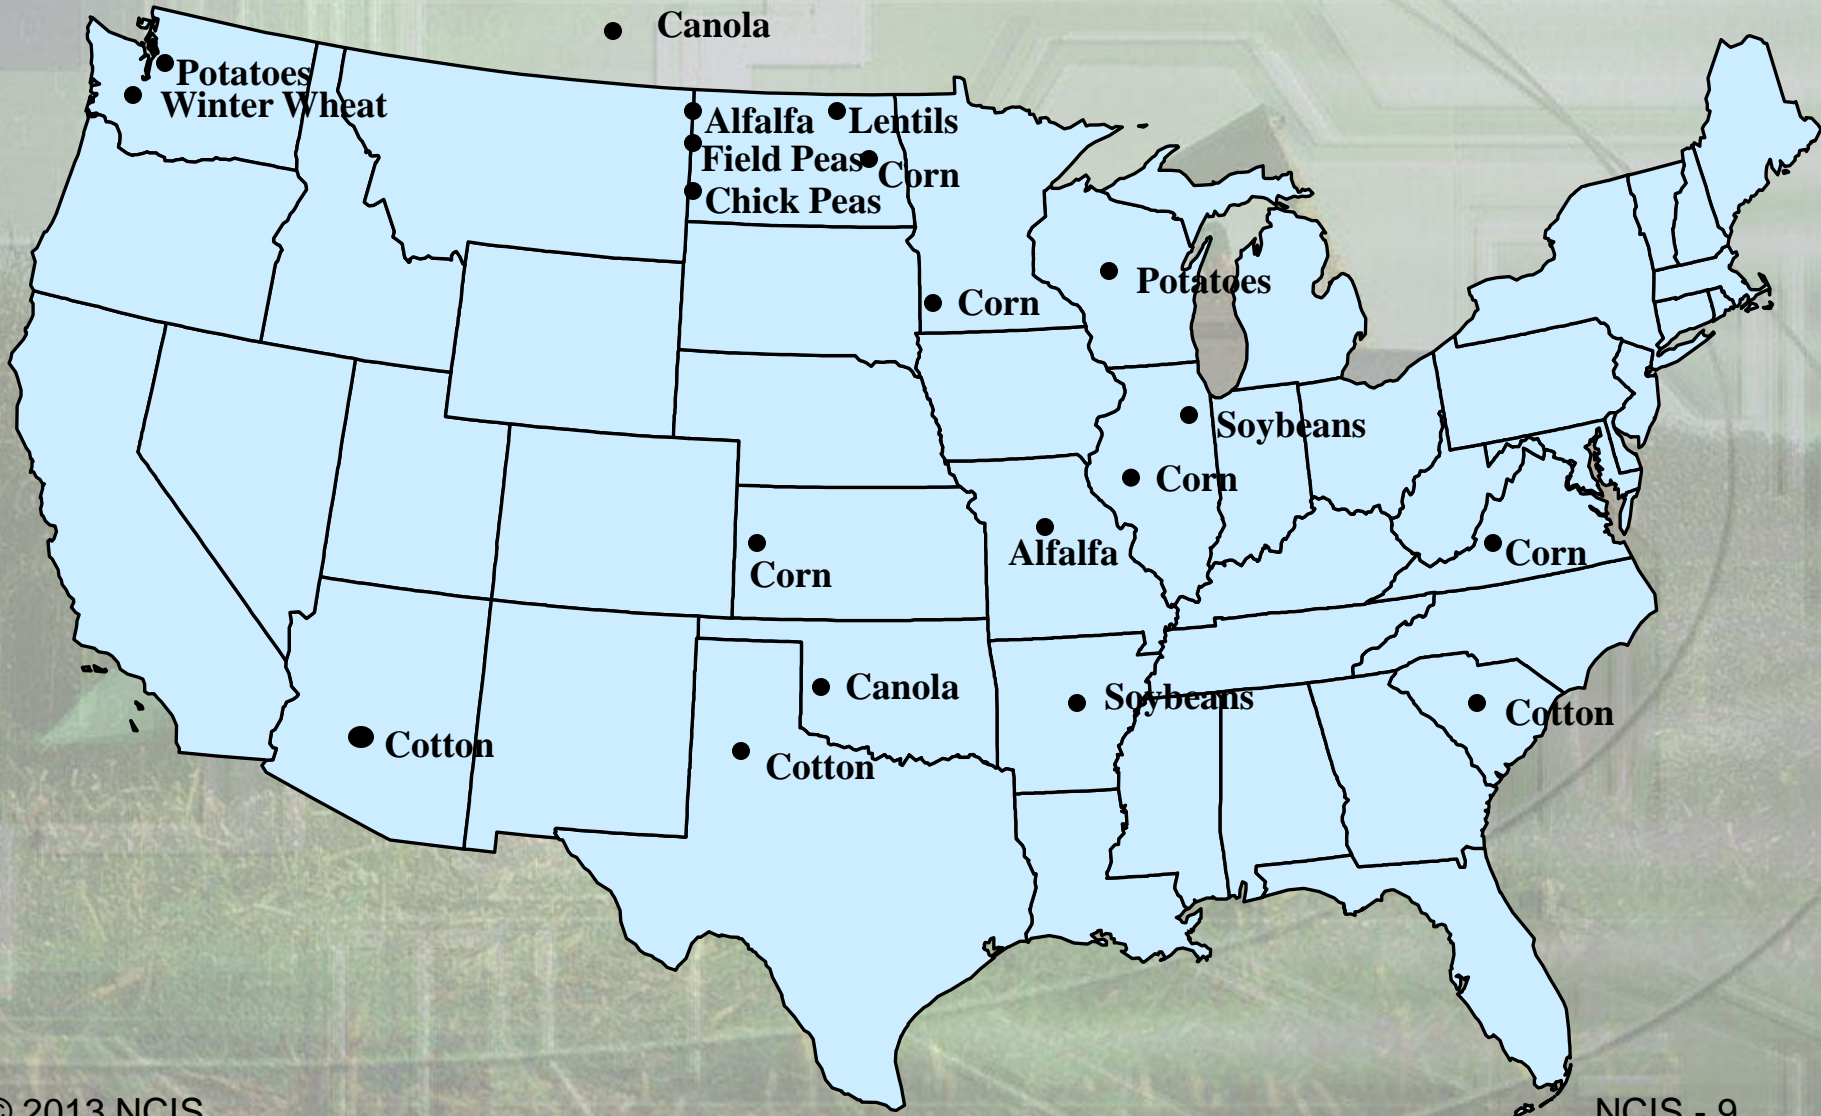 Canola
Potatoes
Winter Wheat
Alfalfa
Lentils
Field Peas
Corn
Chick Peas
Potatoes
Corn
Soybeans
Corn
Alfalfa
Corn
Corn
Canola
Soybeans
Cotton
Cotton
Cotton
© 2013 NCIS
NCIS - 9